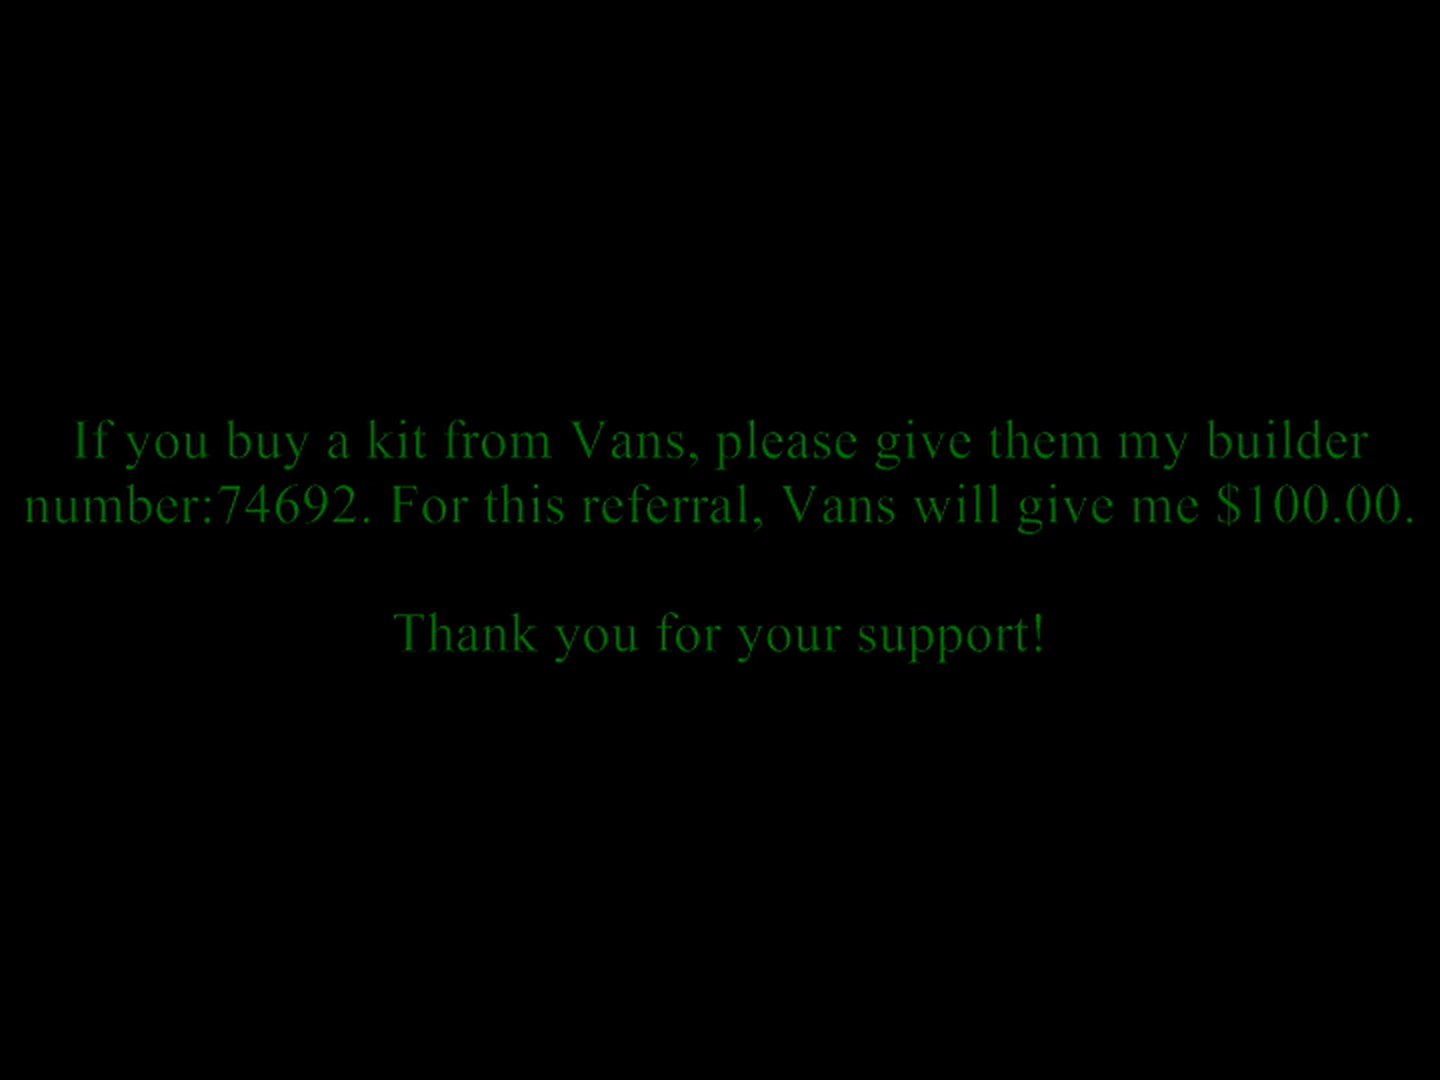 If you buy a kit from Vans, please give them my builder
number:74692. For this referral, Vans will give me $100.00.
Thank you for your support!